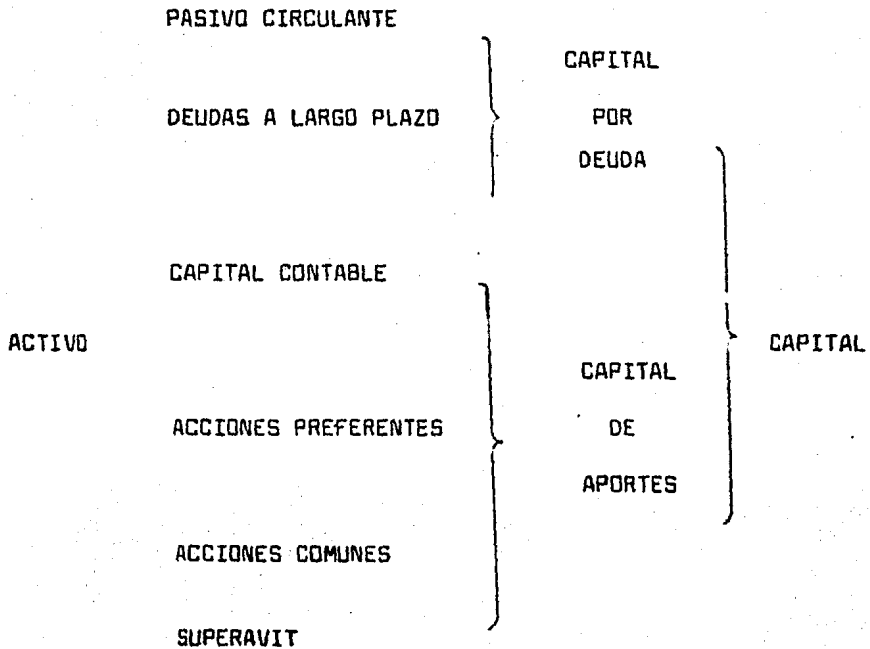 PASIVO CIRCULANTE
CAPITAL
DEUDAS A LARGO PLAZO
POR
DEUDA
CAPITAL CONTABLE
ACTIVO
CAPITAL
CAPITAL
ACCIONES PREFERENTES
DE
APORTES
ACCIONES COMUNES
SUPERAVIT